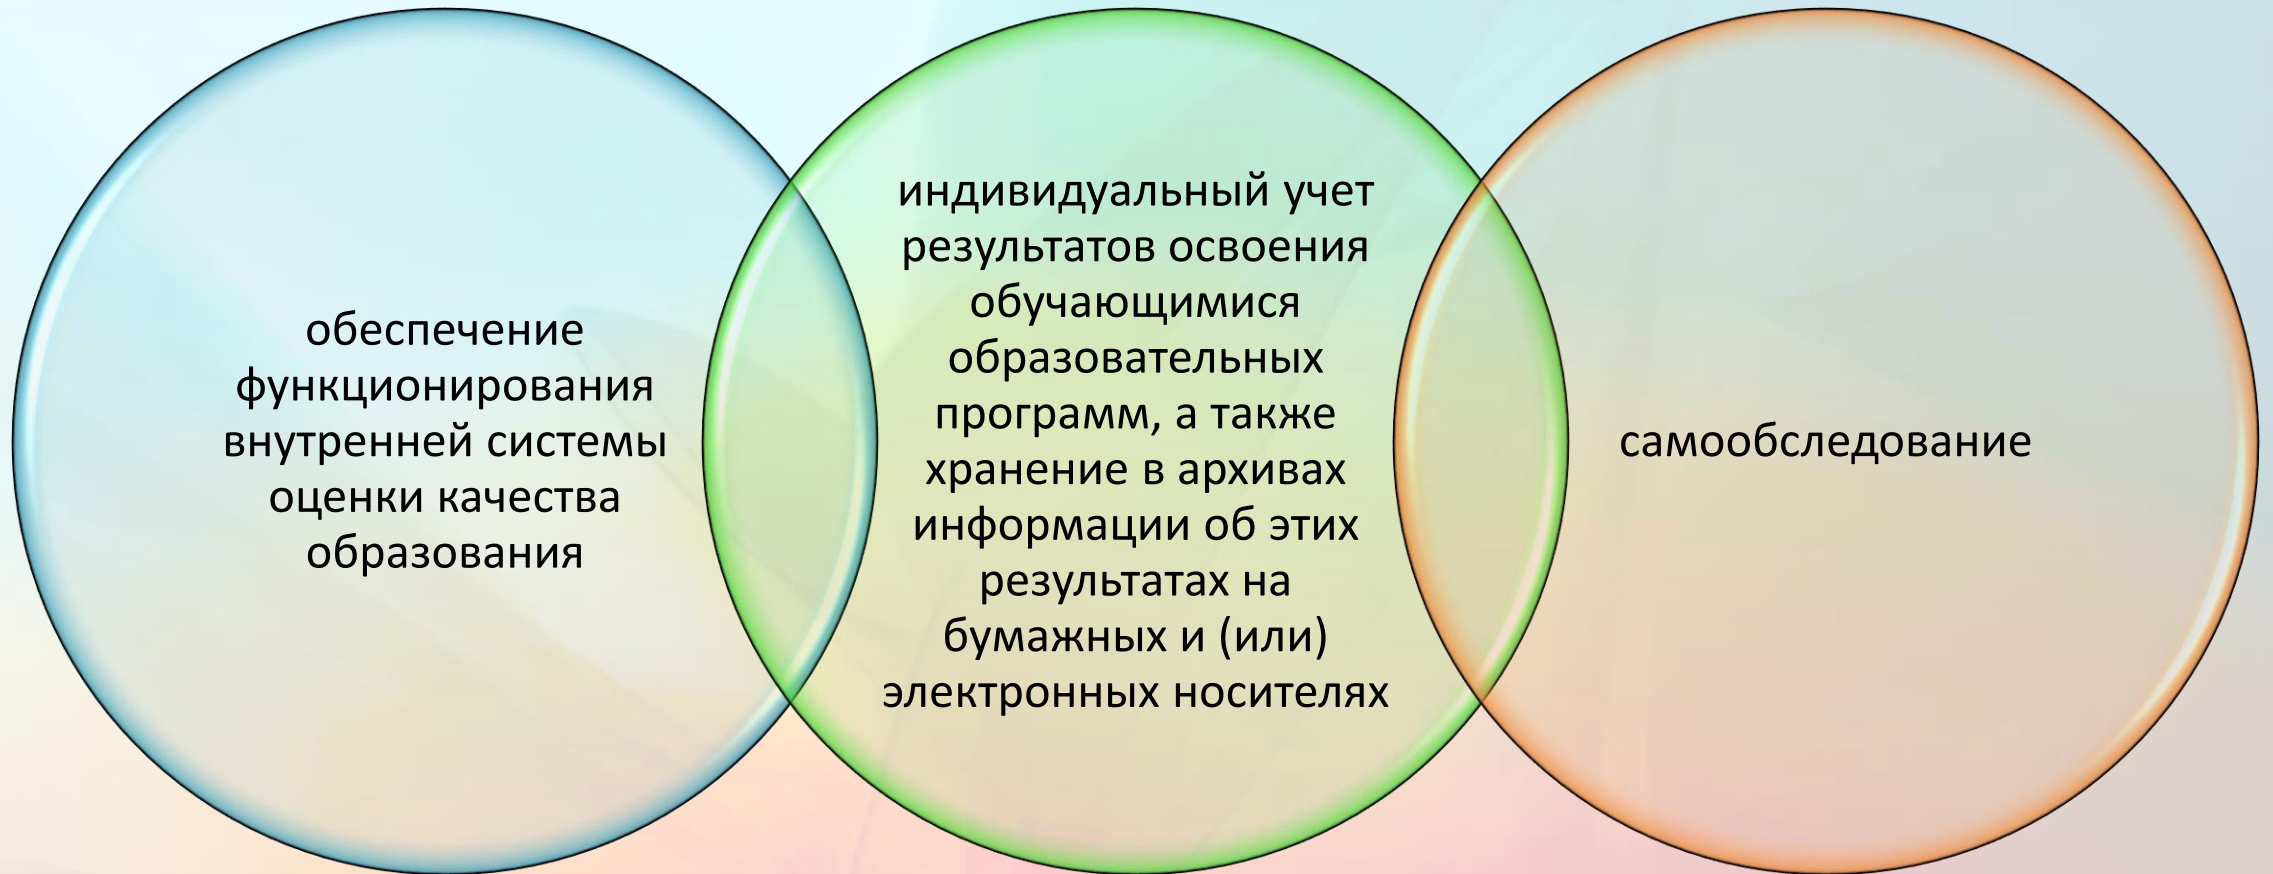 обеспечение
функционирования
внутренней системы
оценки качества
образования
индивидуальный учет
результатов освоения
обучающимися
образовательных
программ, а также
хранение в архивах
информации об этих
результатах на
бумажных и (или)
электронных носителях
самообследование